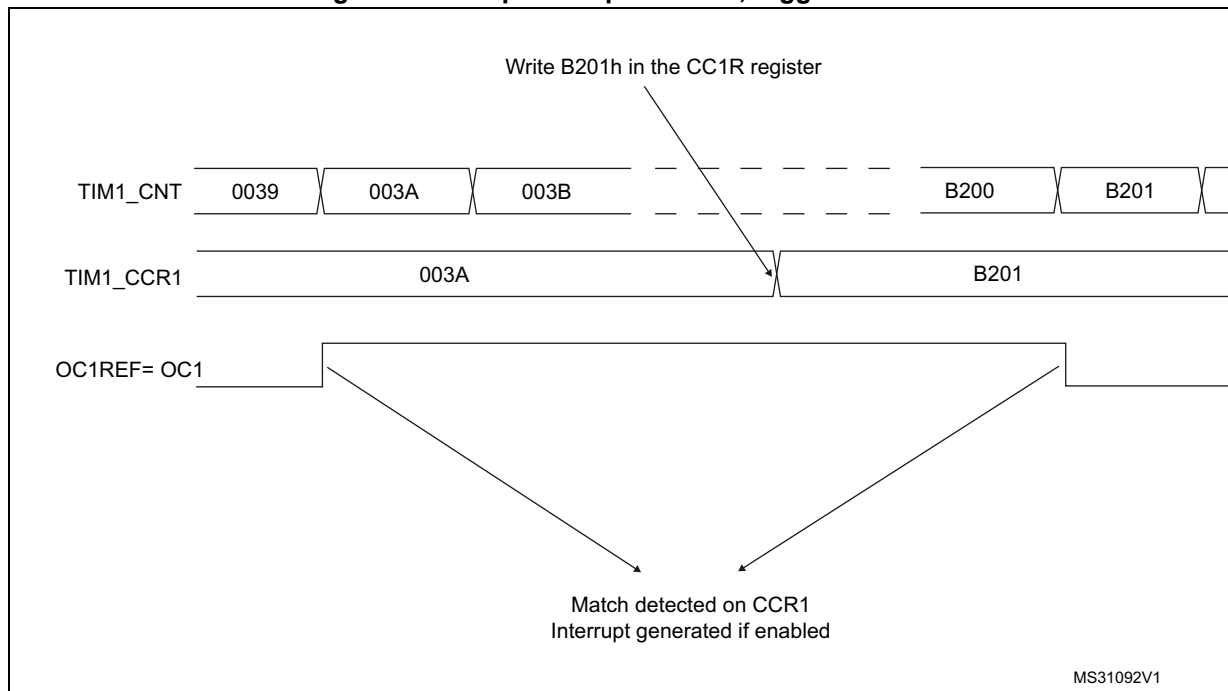 Write B201h in the CC1R register
TIM1_CNT 0039 003A 003B B200 B201
TIM1_CCR1 003A B201
OC1REF= OC1
Match detected on CCR1
Interrupt generated if enabled
MS31092V1